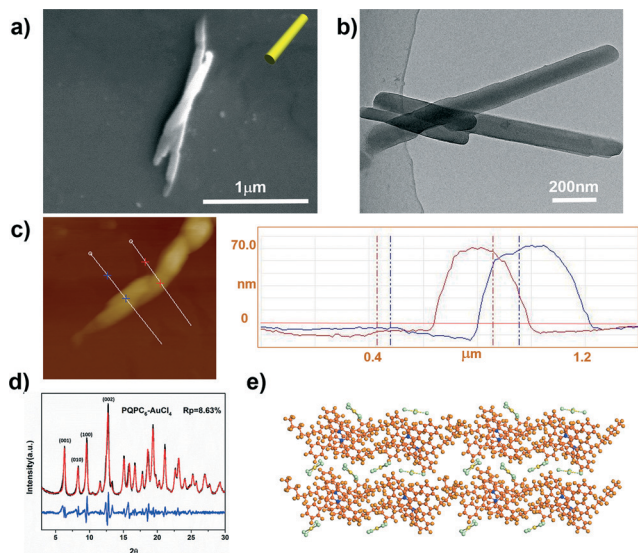 a)
1μm
b)
200nm
c)
70.0
nm
0
0.4
μm
1.2
d)
PQPC₆-AuCl₄ Rp=8.63%
(001)
(010)
(100)
(002)
Intensity(a.u.)
3 5 10 15 20 25 30
2θ
e)